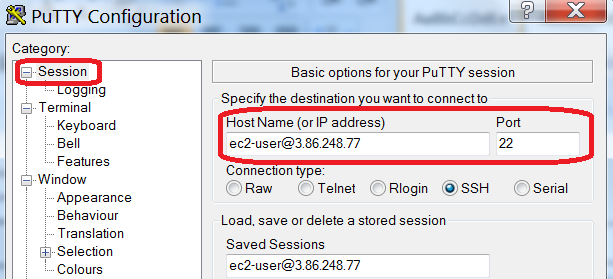 PuTTY Configuration
Category:
Session
Logging
Terminal
Keyboard
Bell
Features
Window
Appearance
Behaviour
Translation
Selection
Colours
Basic options for your PuTTY session
Specify the destination you want to connect to
Host Name (or IP address) Port
ec2-user@3.86.248.77 22
Connection type:
Raw Telnet Rlogin SSH Serial
Load, save or delete a stored session
Saved Sessions
ec2-user@3.86.248.77